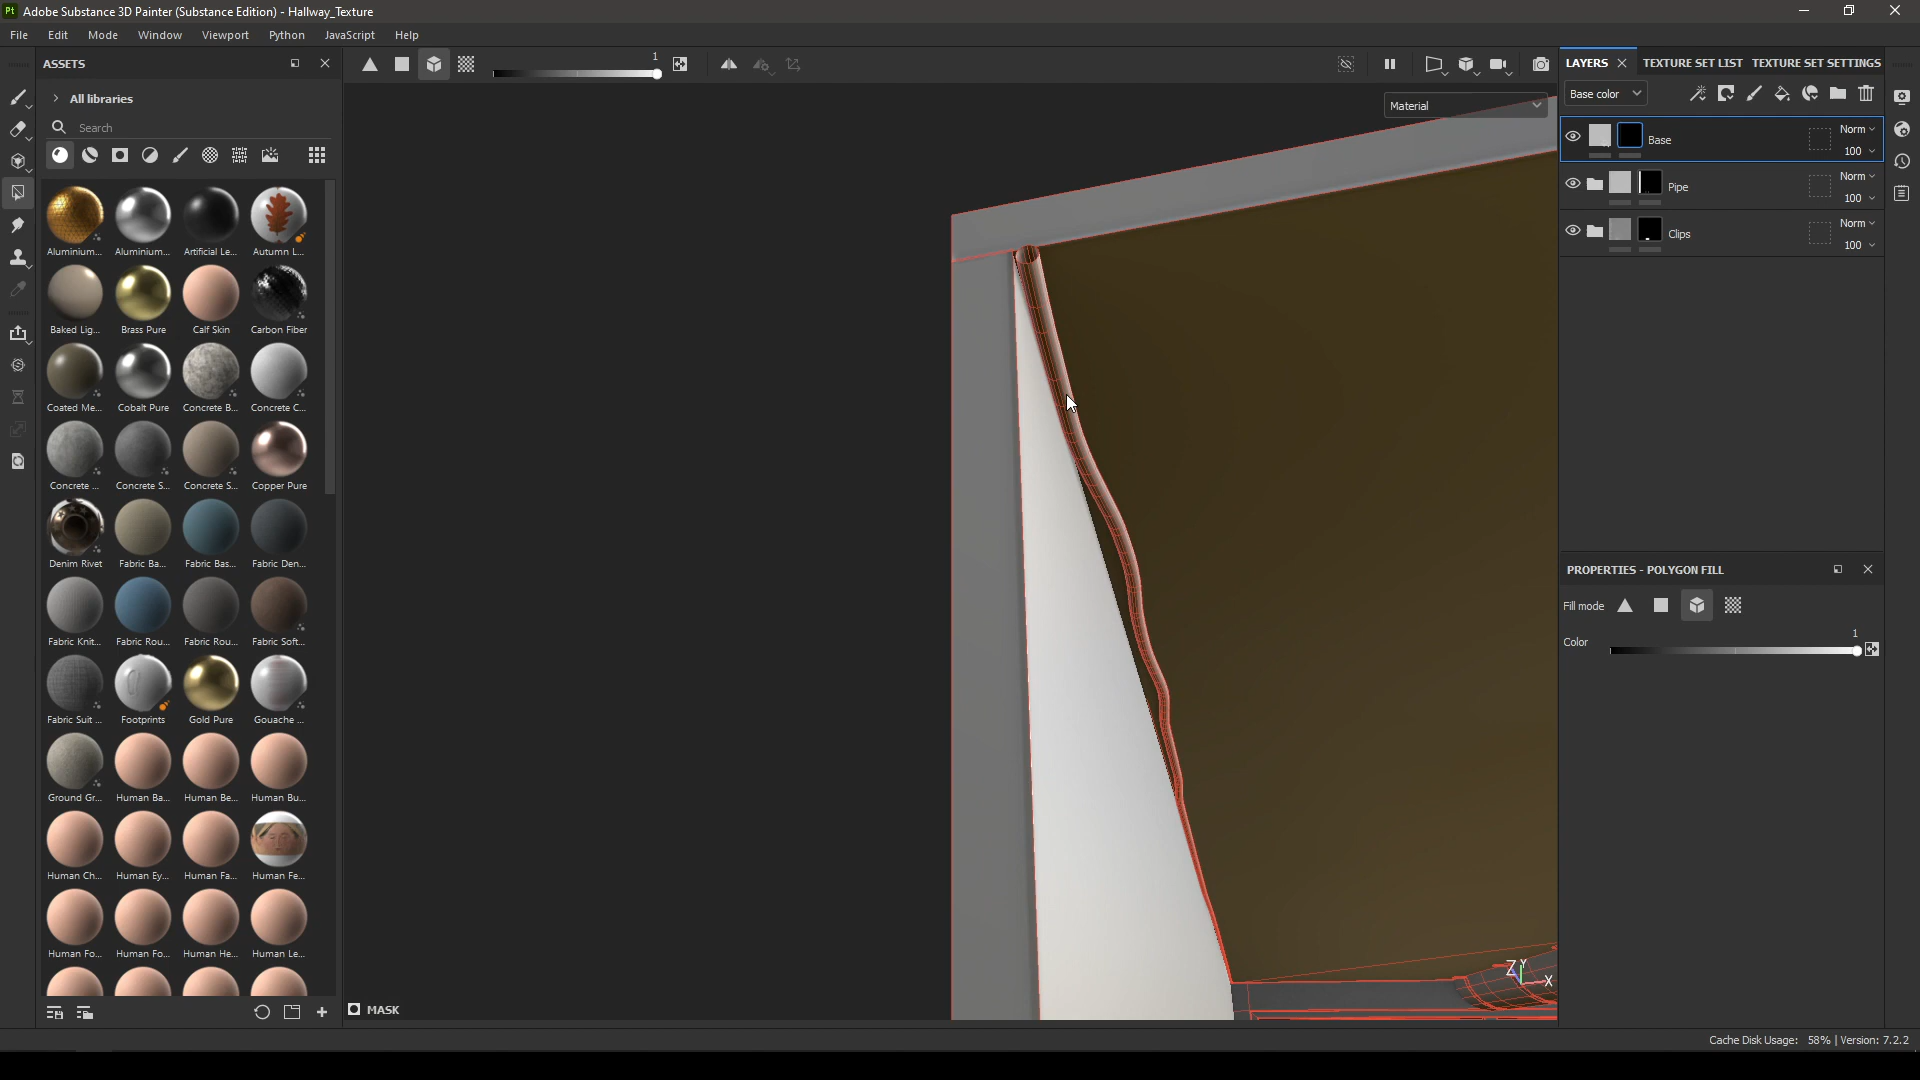 Pt Adobe Substance 3D Painter (Substance Edition) - Hallway_Texture
File Edit Mode Window Viewport Python JavaScript Help
ASSETS
1
LAYERS TEXTURE SET LIST TEXTURE SET SETTINGS
All libraries
Base color
Material
Search
Base Norm 100
Pipe Norm 100
Clips Norm 100
Aluminium... Aluminium... Artificial Le... Autumn L...
Baked Lig... Brass Pure Calf Skin Carbon Fiber
Coated Me... Cobalt Pure Concrete B... Concrete C...
Concrete ... Concrete S... Concrete S... Copper Pure
Denim Rivet Fabric Ba... Fabric Bas... Fabric Den...
Fabric Knit... Fabric Rou... Fabric Rou... Fabric Soft...
Fabric Suit ... Footprints Gold Pure Gouache ...
Ground Gr... Human Ba... Human Be... Human Bu...
Human Ch... Human Ey... Human Fa... Human Fe...
Human Fo... Human Fo... Human He... Human Le...
PROPERTIES - POLYGON FILL
Fill mode
Color 1
Z Y X
MASK
Cache Disk Usage: 58% | Version: 7.2.2